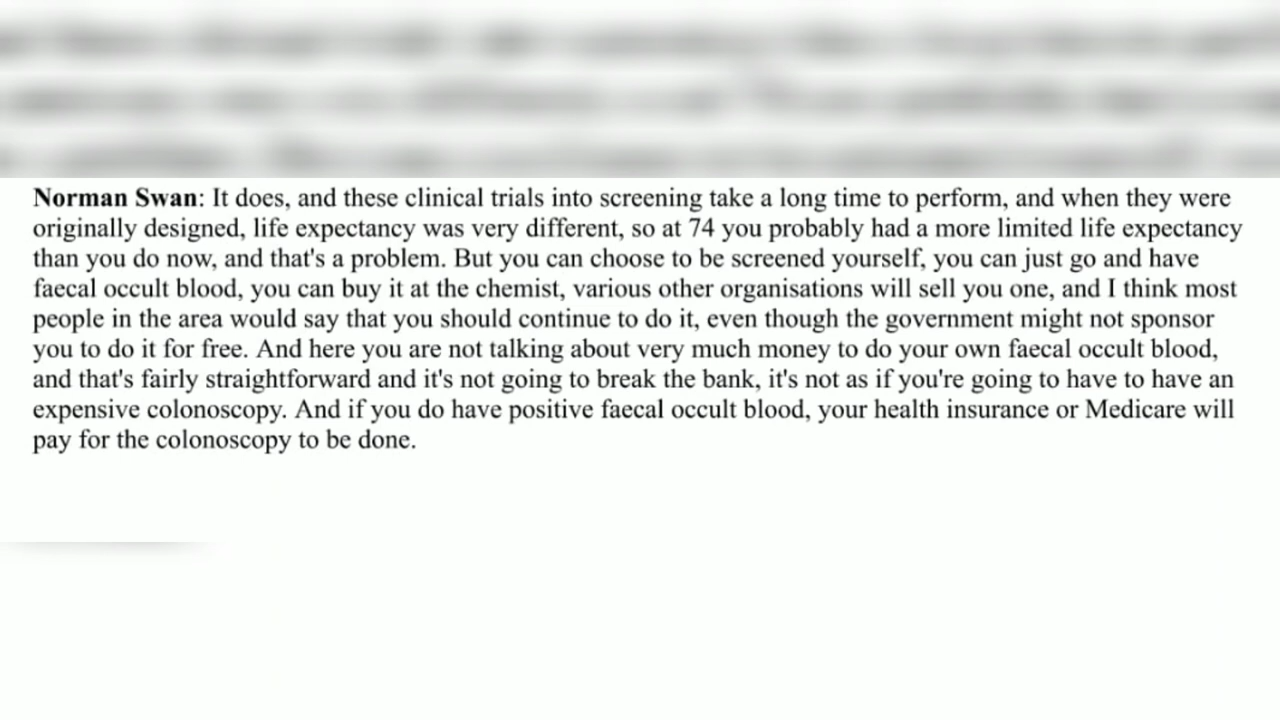 Norman Swan: It does, and these clinical trials into screening take a long time to perform, and when they were
originally designed, life expectancy was very different, so at 74 you probably had a more limited life expectancy
than you do now, and that's a problem. But you can choose to be screened yourself, you can just go and have
faecal occult blood, you can buy it at the chemist, various other organisations will sell you one, and I think most
people in the area would say that you should continue to do it, even though the government might not sponsor
you to do it for free. And here you are not talking about very much money to do your own faecal occult blood,
and that's fairly straightforward and it's not going to break the bank, it's not as if you're going to have to have an
expensive colonoscopy. And if you do have positive faecal occult blood, your health insurance or Medicare will
pay for the colonoscopy to be done.